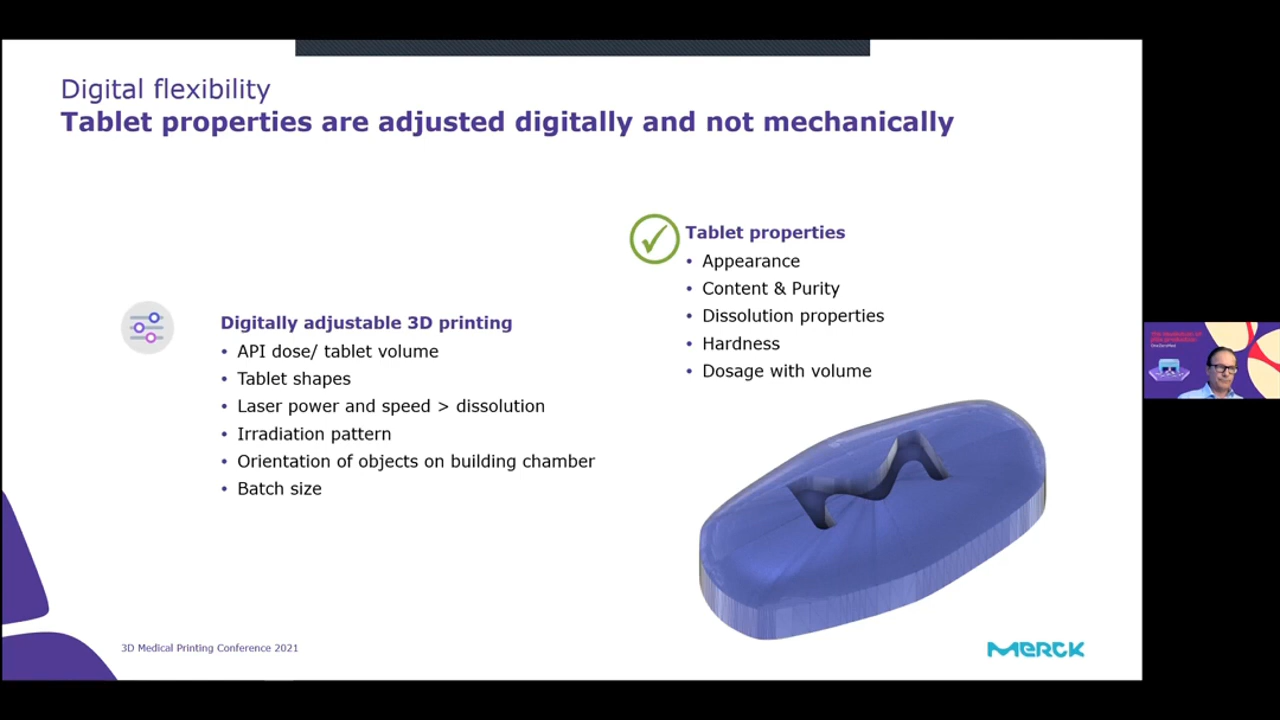 Digital flexibility
Tablet properties are adjusted digitally and not mechanically
Digitally adjustable 3D printing
• API dose/ tablet volume
• Tablet shapes
• Laser power and speed > dissolution
• Irradiation pattern
• Orientation of objects on building chamber
• Batch size
Tablet properties
• Appearance
• Content & Purity
• Dissolution properties
• Hardness
• Dosage with volume
3D Medical Printing Conference 2021
MERCK